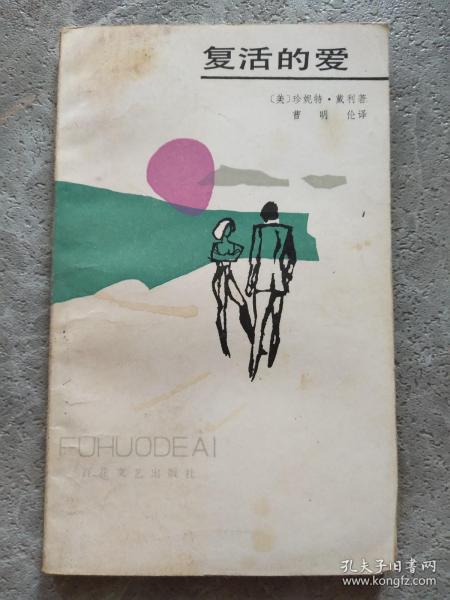 复活的爱
〔美〕珍妮特·戴利著
曹明伦译
FUHUODEAI
百花文艺出版社
孔夫子旧书网
www.kongfz.com